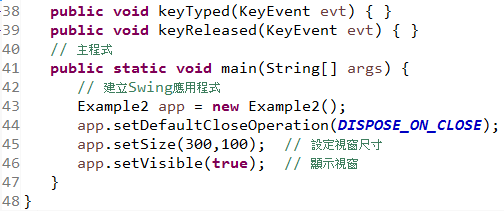 38 public void keyTyped(KeyEvent evt) { }
39 public void keyReleased(KeyEvent evt) { }
40 // 主程式
41 public static void main(String[] args) {
42 // 建立Swing應用程式
43 Example2 app = new Example2();
44 app.setDefaultCloseOperation(DISPOSE_ON_CLOSE);
45 app.setSize(300,100); // 設定視窗尺寸
46 app.setVisible(true); // 顯示視窗
47 }
48 }